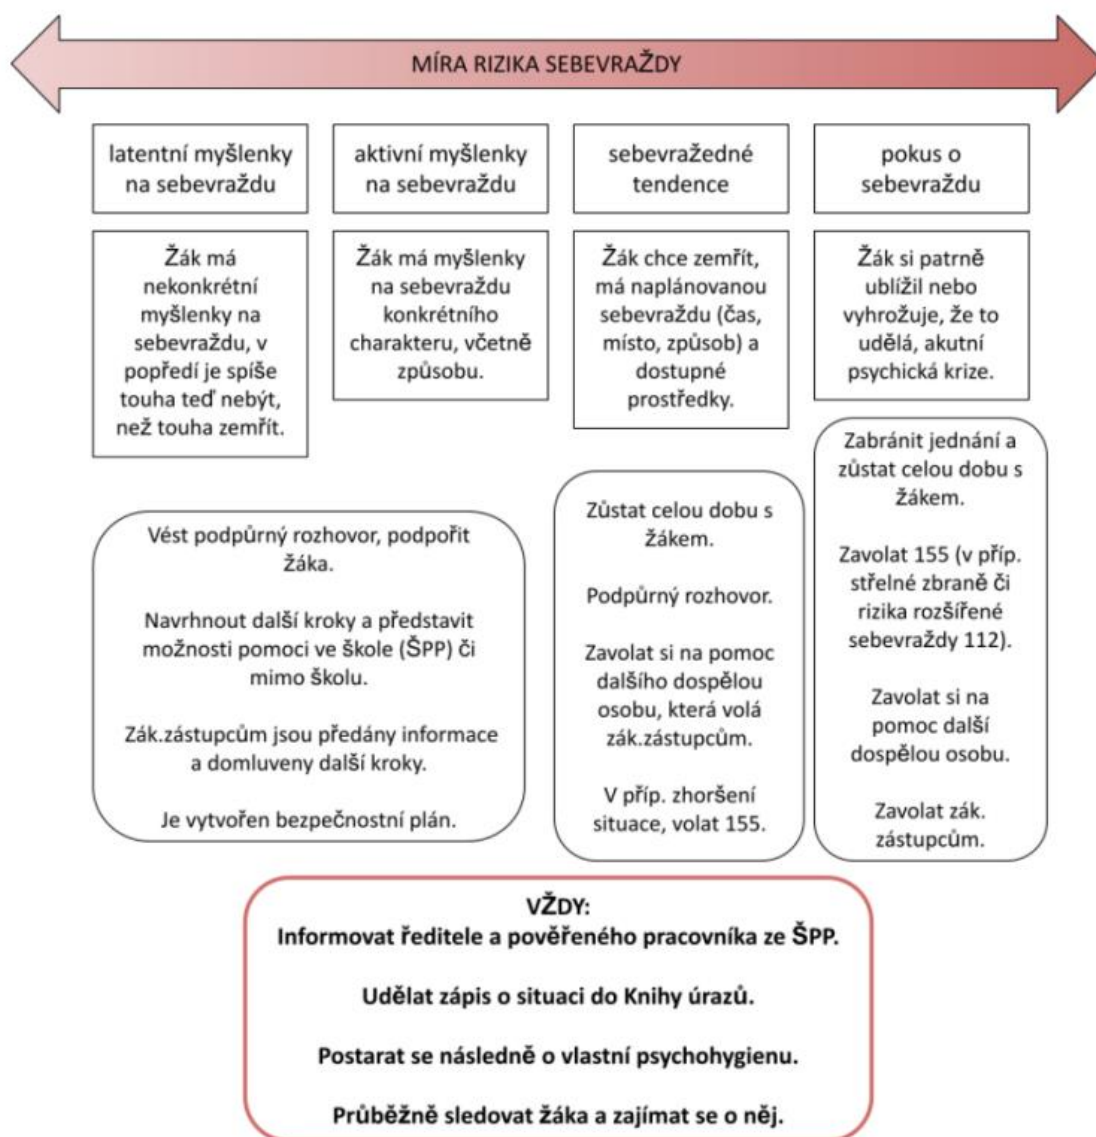 MÍRA RIZIKA SEBEVRAŽDY
latentní myšlenky
na sebevraždu
aktivní myšlenky
na sebevraždu
sebevražedné
tendence
pokus o
sebevraždu
Žák má
nekonkrétní
myšlenky na
sebevraždu, v
popředí je spíše
touha teď nebýt,
než touha zemřít.
Žák má myšlenky
na sebevraždu
konkrétního
charakteru, včetně
způsobu.
Žák chce zemřít,
má naplánovanou
sebevraždu (čas,
místo, způsob) a
dostupné
prostředky.
Žák si patrně
ublížil nebo
vyhrožuje, že to
udělá, akutní
psychická krize.
Vést podpůrný rozhovor, podpořit
žáka.
Navrhnout další kroky a představit
možnosti pomoci ve škole (ŠPP) či
mimo školu.
Zák.zástupcům jsou předány informace
a domluveny další kroky.
Je vytvořen bezpečnostní plán.
Zůstat celou dobu s
žákem.
Podpůrný rozhovor.
Zavolat si na pomoc
dalšího dospělou
osobu, která volá
zák.zástupcům.
V příp. zhoršení
situace, volat 155.
Zabránit jednání a
zůstat celou dobu s
žákem.
Zavolat 155 (v příp.
střelné zbraně či
rizika rozšířené
sebevraždy 112).
Zavolat si na
pomoc další
dospělou osobu.
Zavolat zák.
zástupcům.
VŽDY:
Informovat ředitele a pověřeného pracovníka ze ŠPP.
Udělat zápis o situaci do Knihy úrazů.
Postarat se následně o vlastní psychohygienu.
Průběžně sledovat žáka a zajímat se o něj.